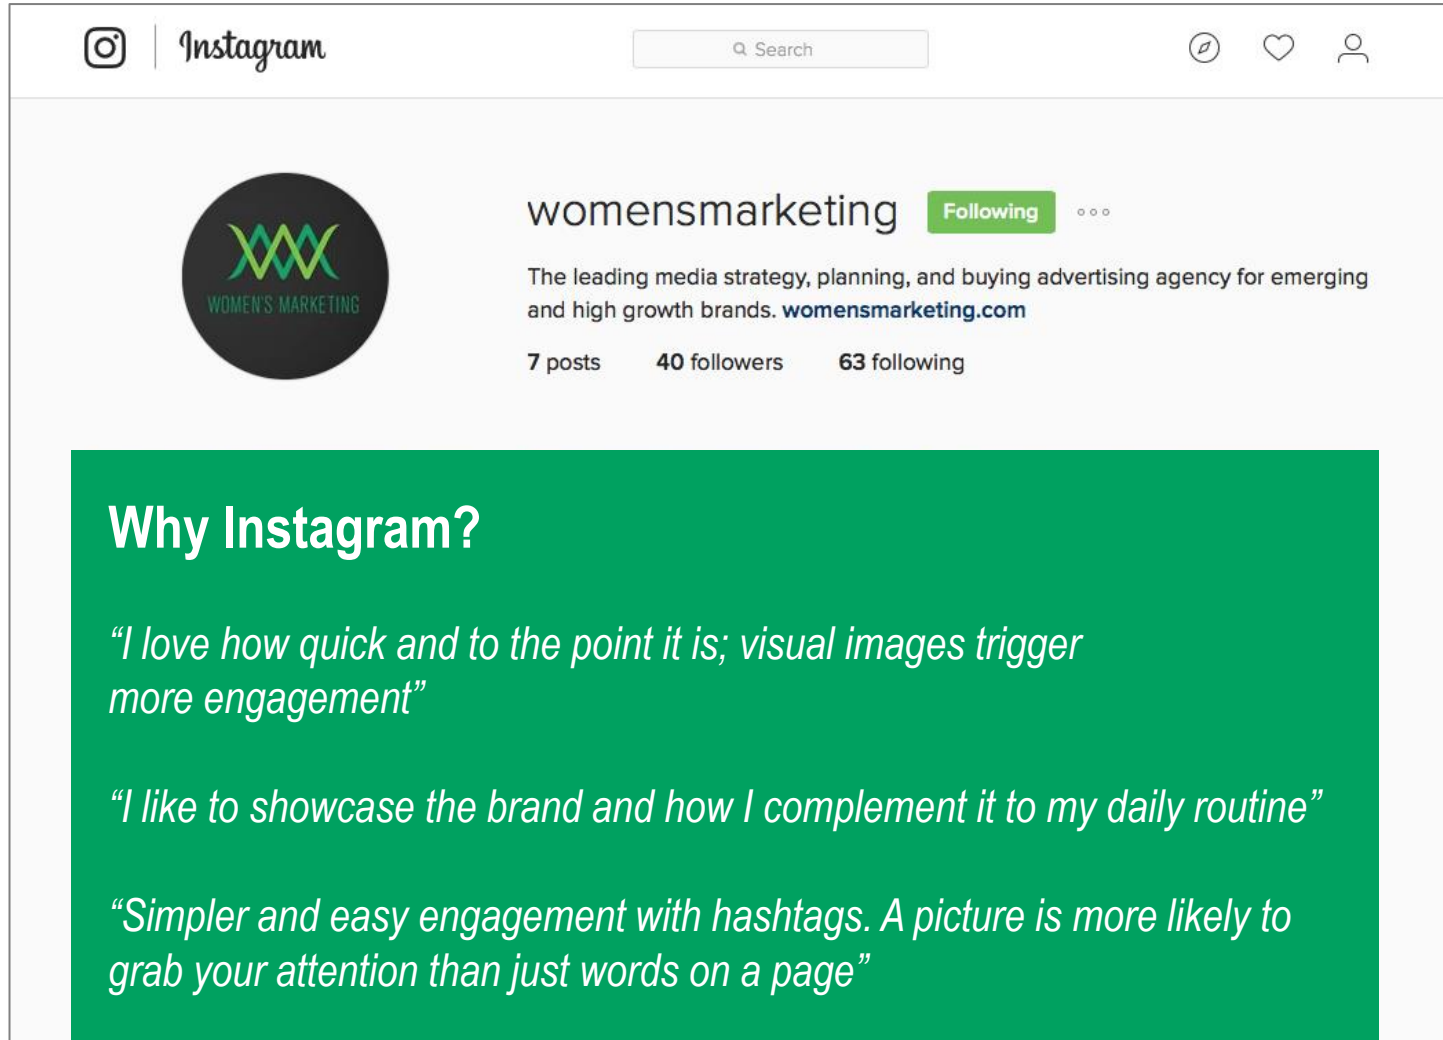 Instagram
Search
WOMEN'S MARKETING
womensmarketing Following
The leading media strategy, planning, and buying advertising agency for emerging
and high growth brands. womensmarketing.com
7 posts 40 followers 63 following
Why Instagram?
“I love how quick and to the point it is; visual images trigger
more engagement”
“I like to showcase the brand and how I complement it to my daily routine”
“Simpler and easy engagement with hashtags. A picture is more likely to
grab your attention than just words on a page”